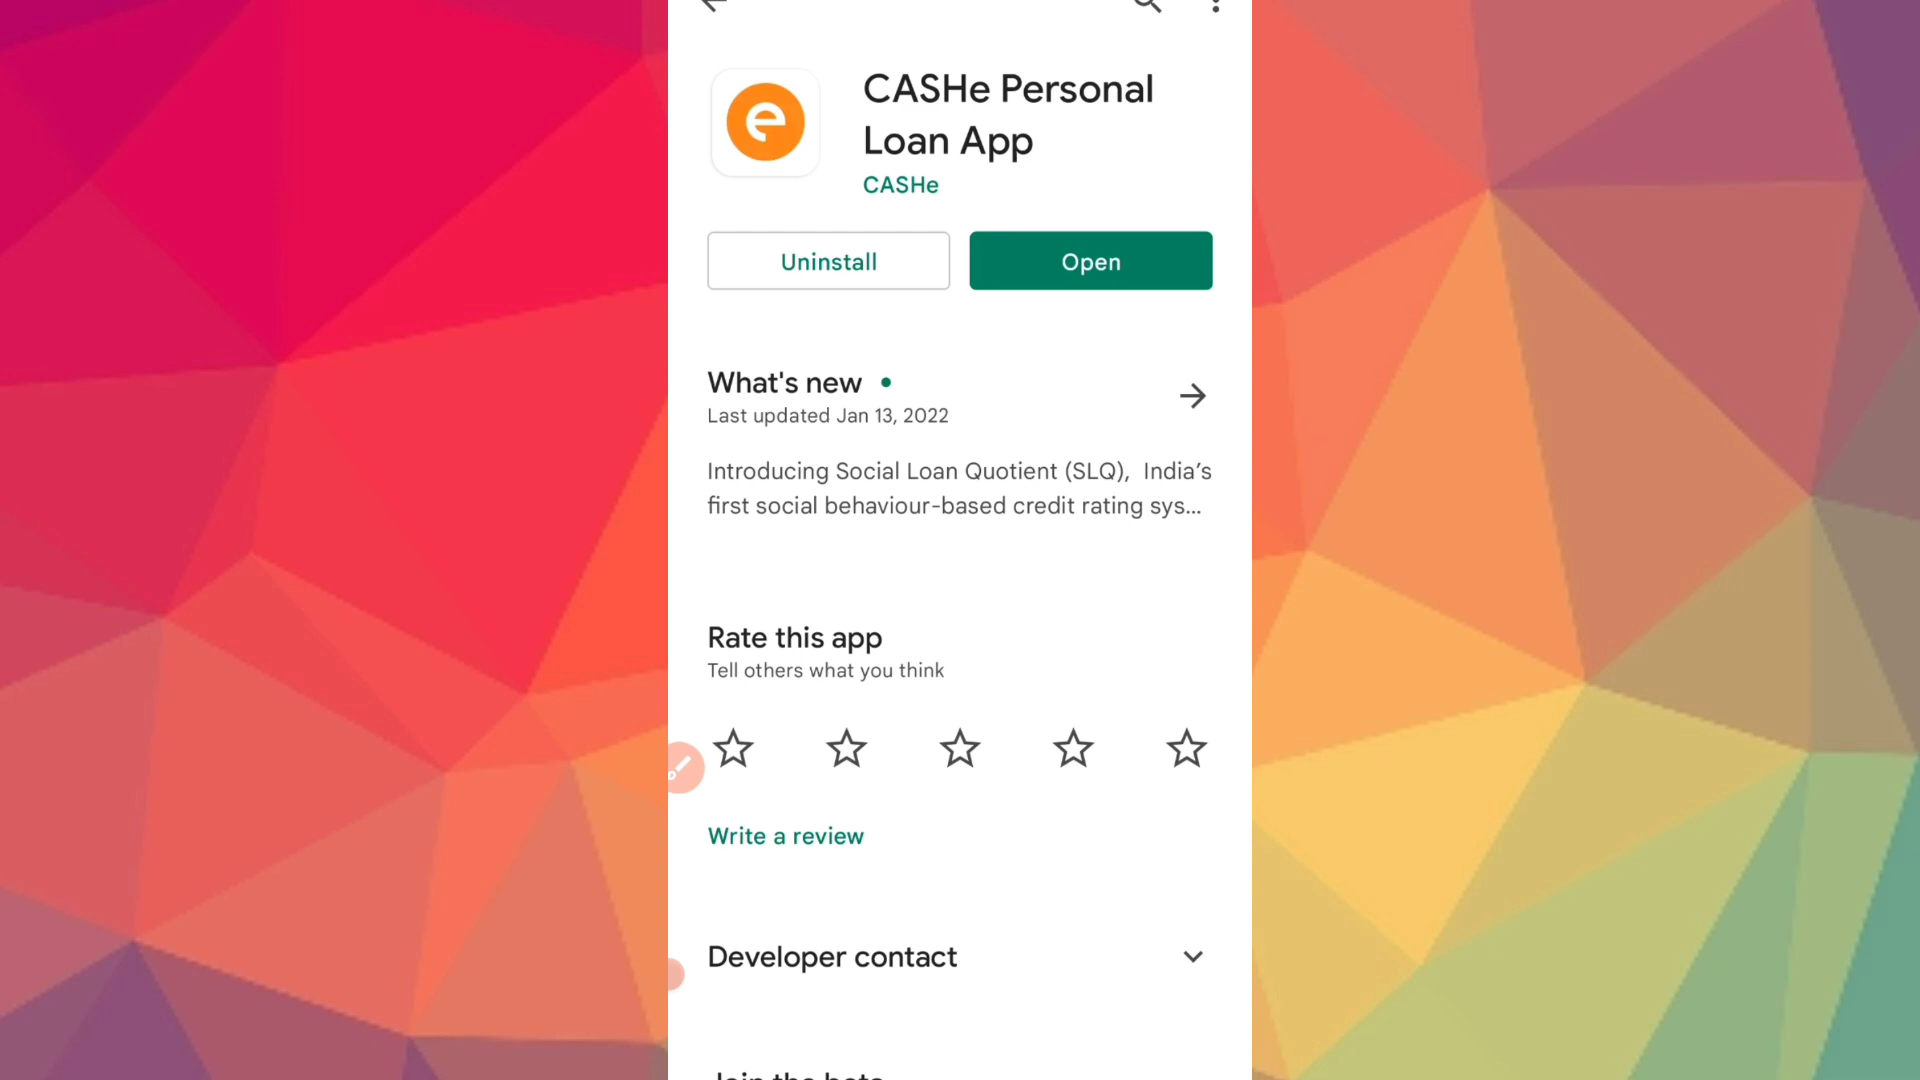 CASHe Personal
Loan App
CASHe
Uninstall
Open
What's new
Last updated Jan 13, 2022
Introducing Social Loan Quotient (SLQ),  India’s
first social behaviour-based credit rating sys...
Rate this app
Tell others what you think
Write a review
Developer contact
Join the beta